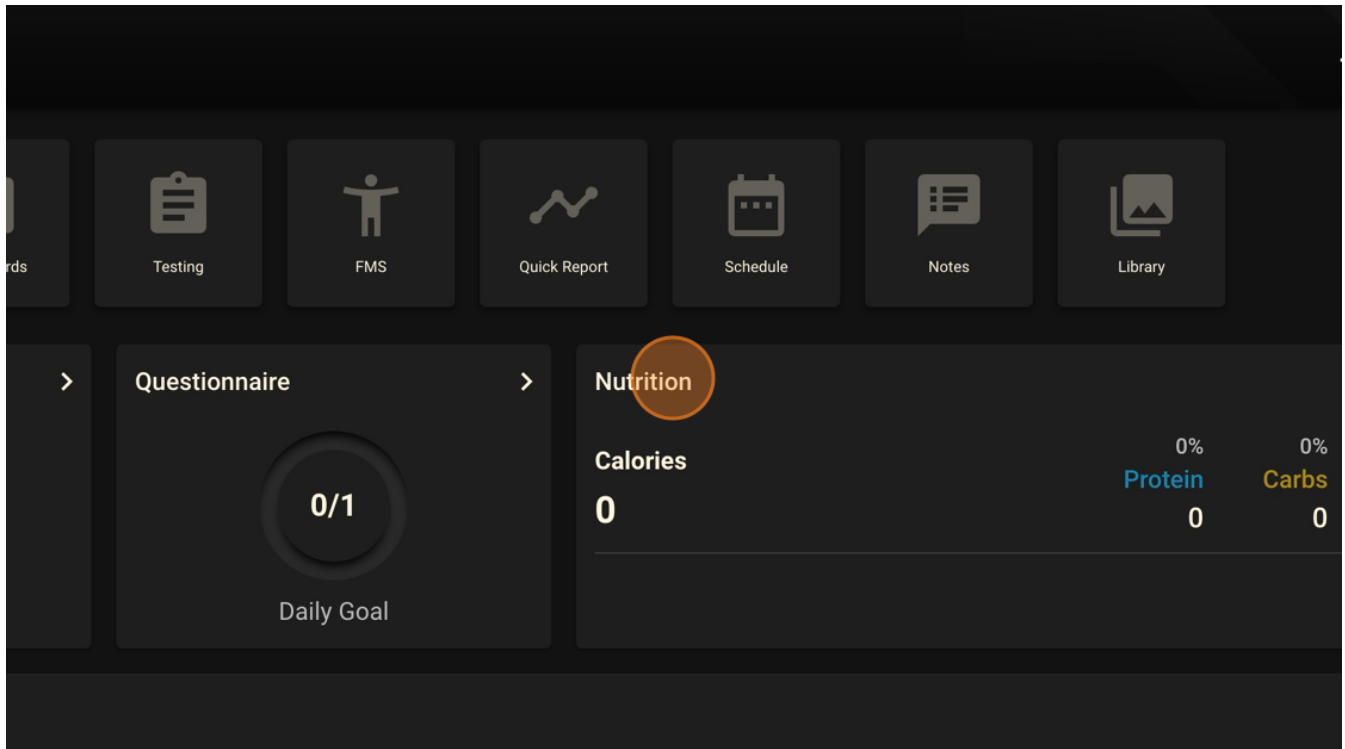 rds
Testing
FMS
Quick Report
Schedule
Notes
Library
Questionnaire
0/1
Daily Goal
Nutrition
Calories
0
0%
Protein
0
0%
Carbs
0